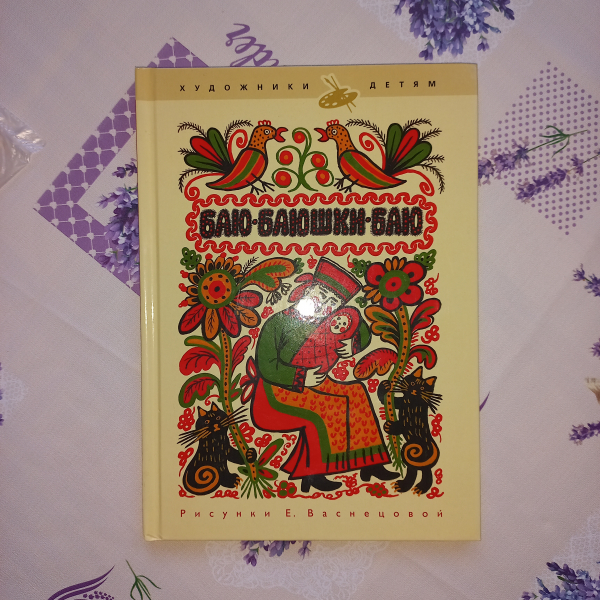 ХУДОЖНИКИ ДЕТЯМ
БАЮ·БАЮШКИ·БАЮ
Рисунки Е. Васнецовой